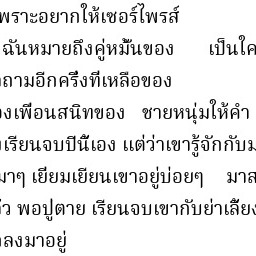 พราะอยากให้เซอร์ไพรส์
ฉันหมายถึงคู่หมั้นของ เป็นใค
ถามอีกครั้งที่เหลือของ
องเพื่อนสนิทของ ชายหนุ่มให้คำ
เรียนจบปีนี้เอง แต่ว่าเขารู้จักกับม
มาๆ เยี่ยมเยียนเขาอยู่บ่อยๆ มาส
ว พ่อปู่ตาย เรียนจบเขากับย่าเลี้ยง
ลงมาอยู่